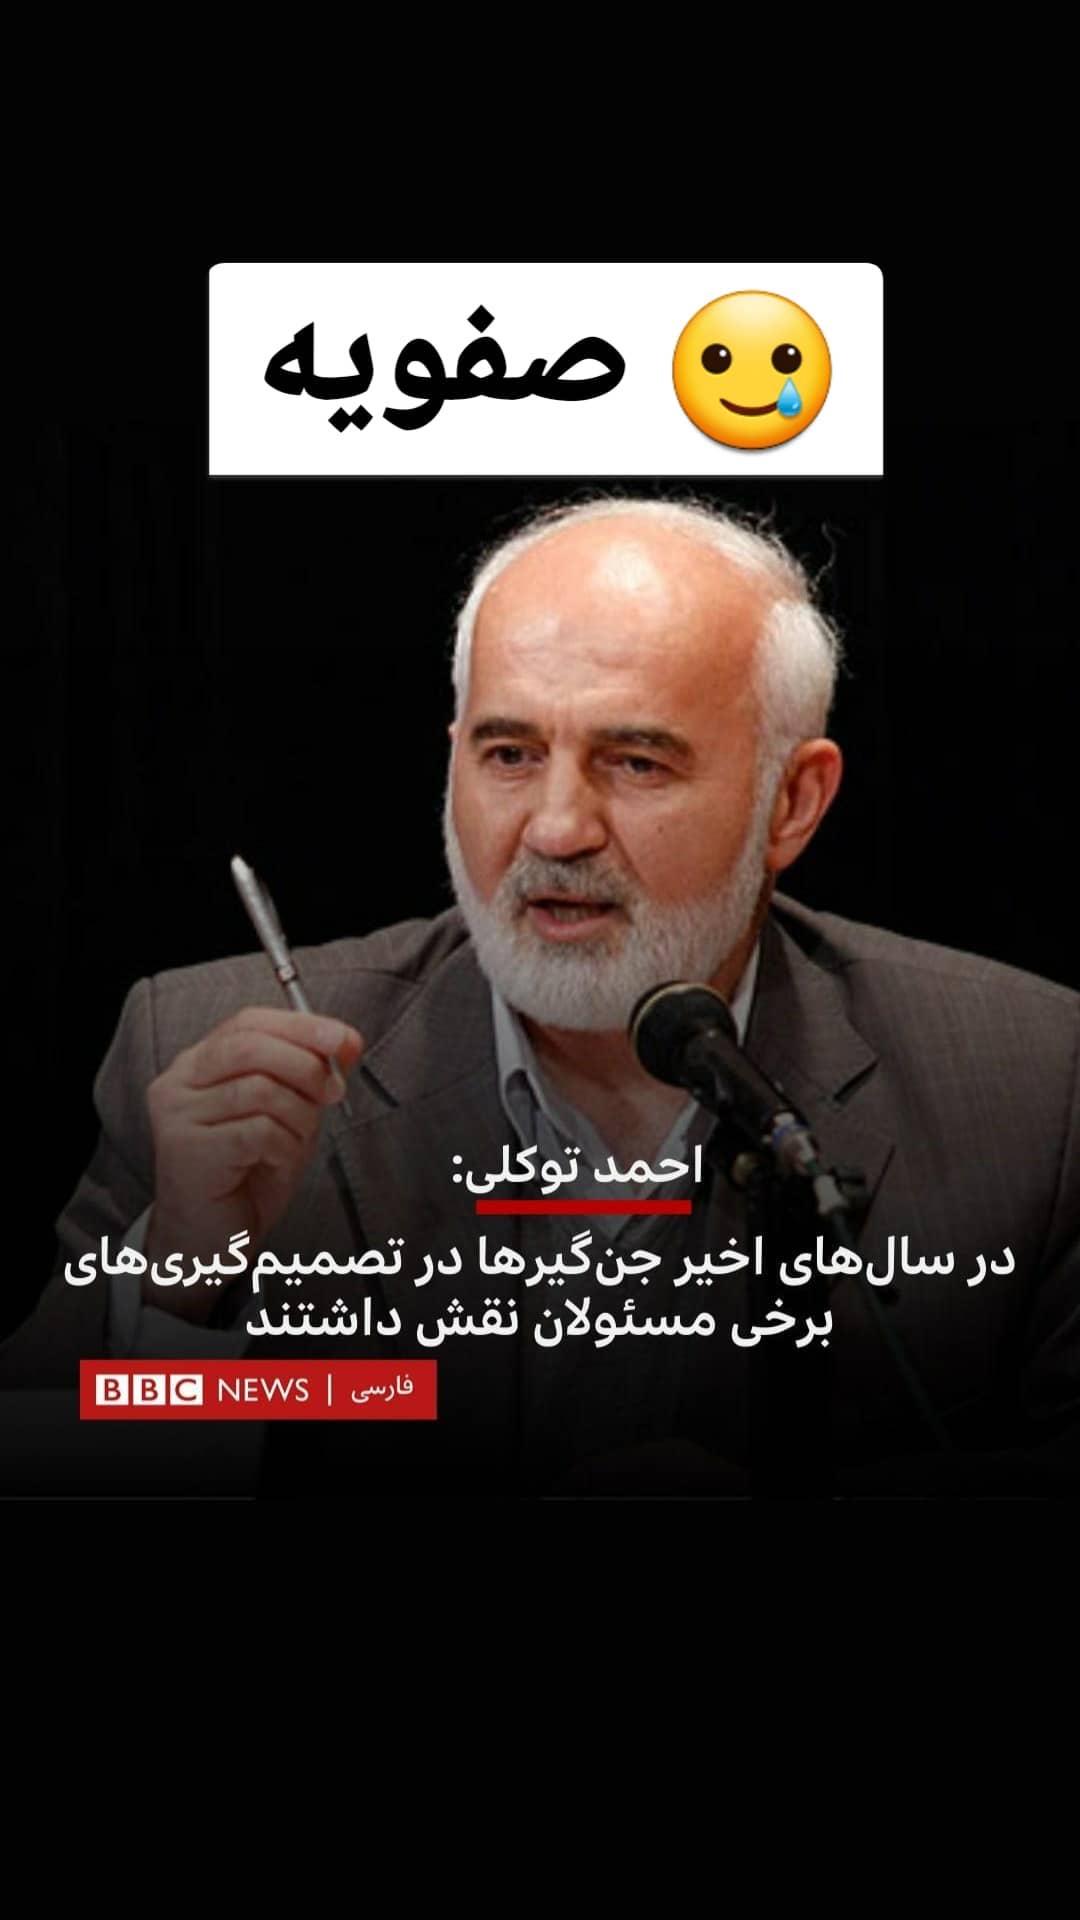 🥲 صفویه
احمد توکلی:
در سال‌های اخیر جن‌گیرها در تصمیم‌گیری‌های
برخی مسئولان نقش داشتند
BBC NEWS | فارسی